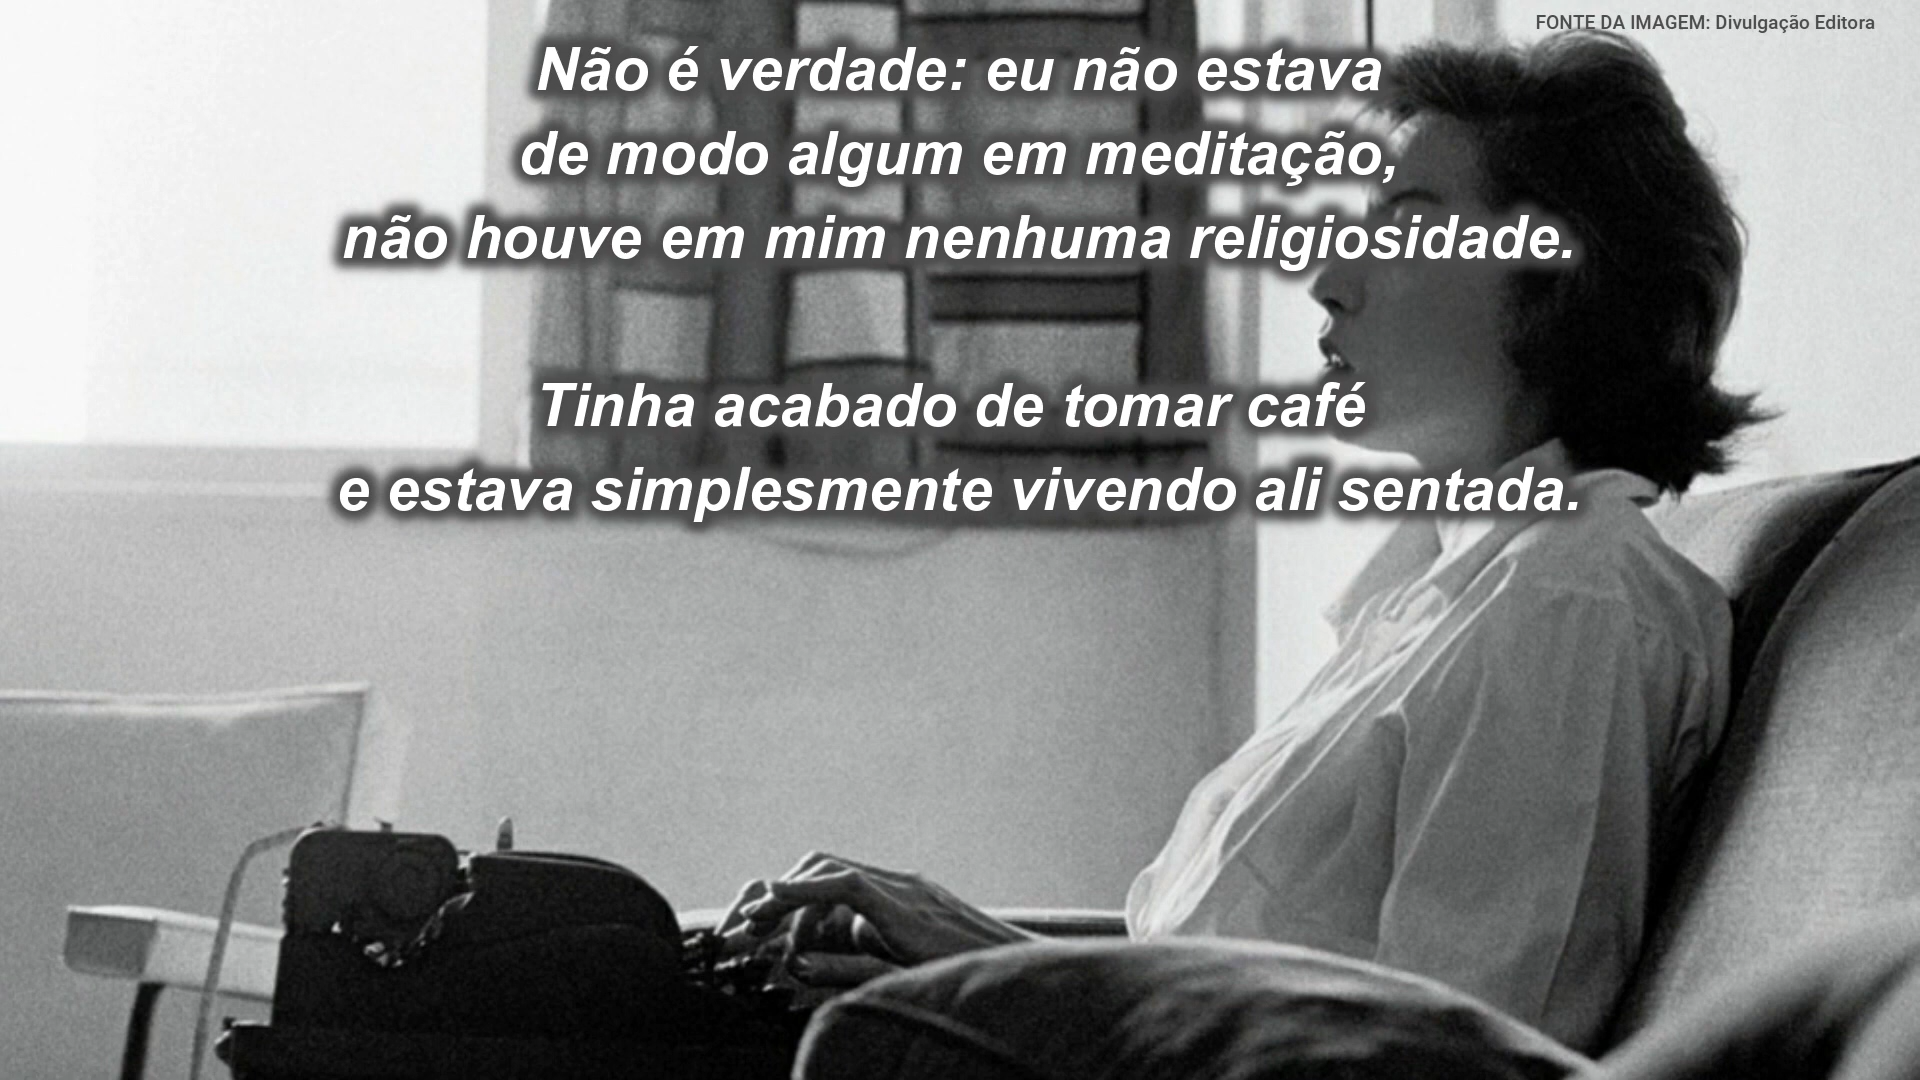 FONTE DA IMAGEM: Divulgação Editora
Não é verdade: eu não estava
de modo algum em meditação,
não houve em mim nenhuma religiosidade.
Tinha acabado de tomar café
e estava simplesmente vivendo ali sentada.